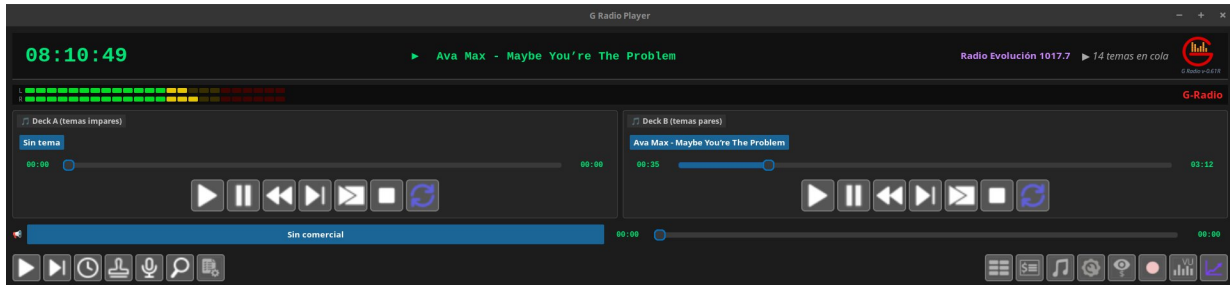 G Radio Player
08:10:49
► Ava Max - Maybe You're The Problem
Radio Evolución 1017.7 ▶ 14 temas en cola
G Radio v-G E1R
L
R
G-Radio
Deck A (temas impares)
Sin tema
00:00 00:00
Deck B (temas pares)
Ava Max - Maybe You're The Problem
00:35 03:12
Sin comercial
00:00 00:00
VU